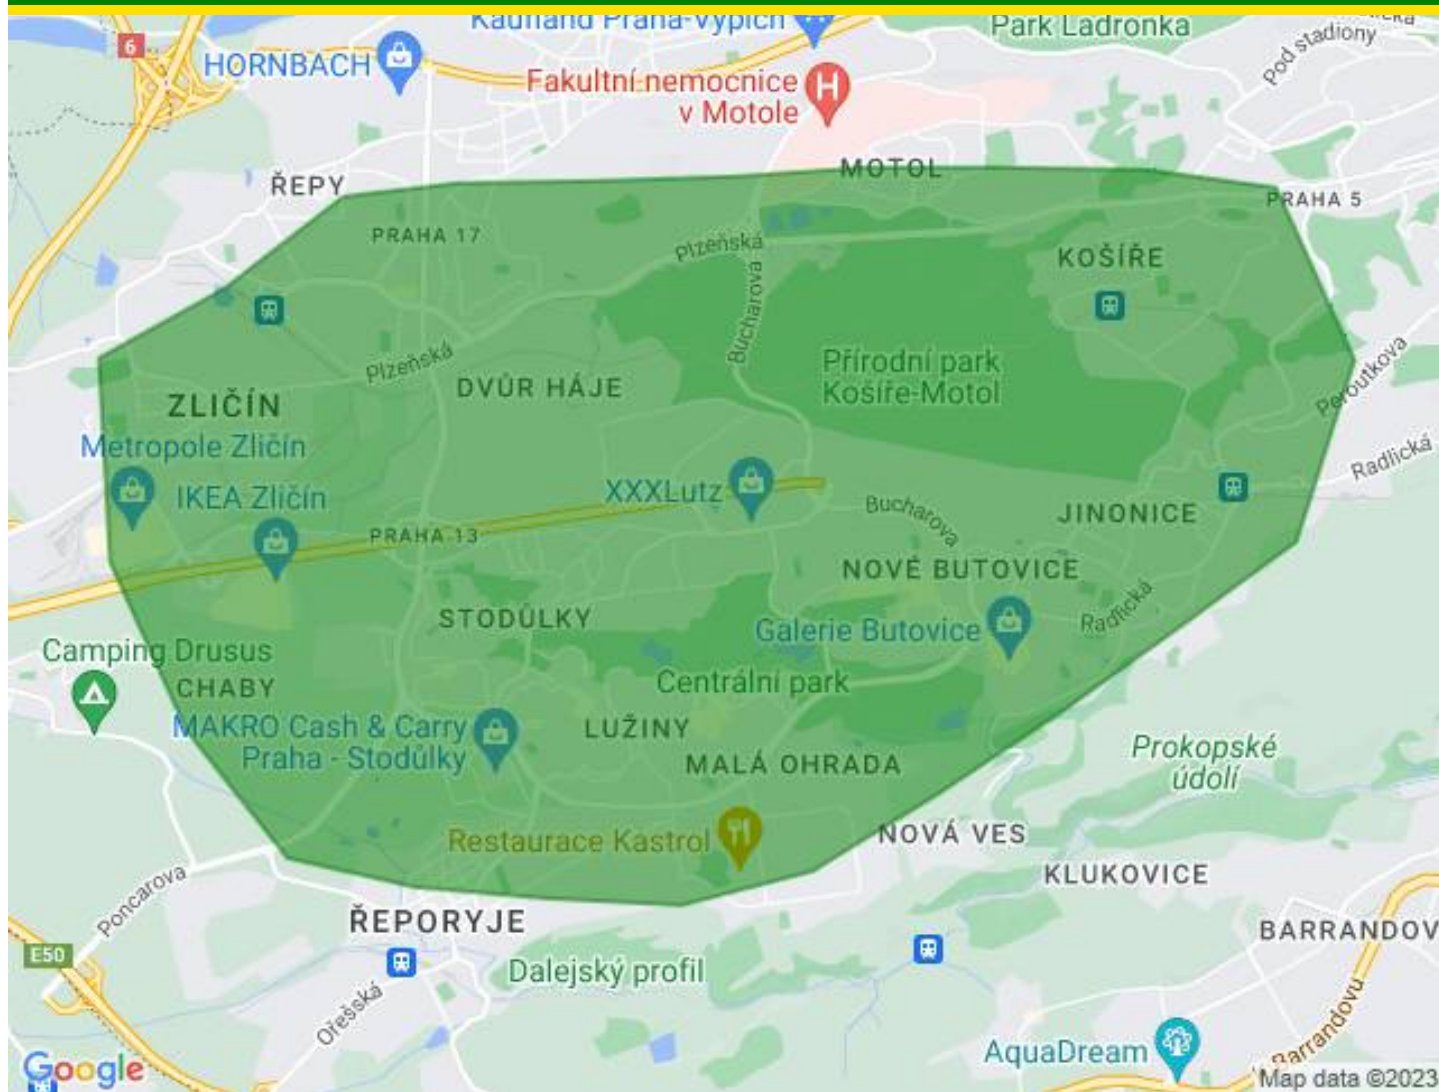 Kaufland Praha-Vypich
Park Ladronka
Pod stadiony
6
HORNBACH
Fakultní nemocnice
v Motole
H
MOTOL
ŘEPY
PRAHA 5
PRAHA 17
Plzeňská
KOŠÍŘE
Bucharova
Plzeňská
Přírodní park
Košíře-Motol
Peroutkova
DVŮR HÁJE
ZLIČÍN
Metropole Zličín
Radlická
IKEA Zličín
XXXLutz
Bucharova
JINONICE
PRAHA 13
NOVÉ BUTOVICE
STODŮLKY
Radlická
Galerie Butovice
Camping Drusus
CHABY
Centrální park
MAKRO Cash & Carry
Praha - Stodůlky
LUŽINY
MALÁ OHRADA
Prokopské
údolí
Restaurace Kastrol
NOVÁ VES
KLUKOVICE
Poncarova
ŘEPORYJE
BARRANDOV
E50
Dalejský profil
Ořešská
Barrandovu
AquaDream
Google
Map data ©2023